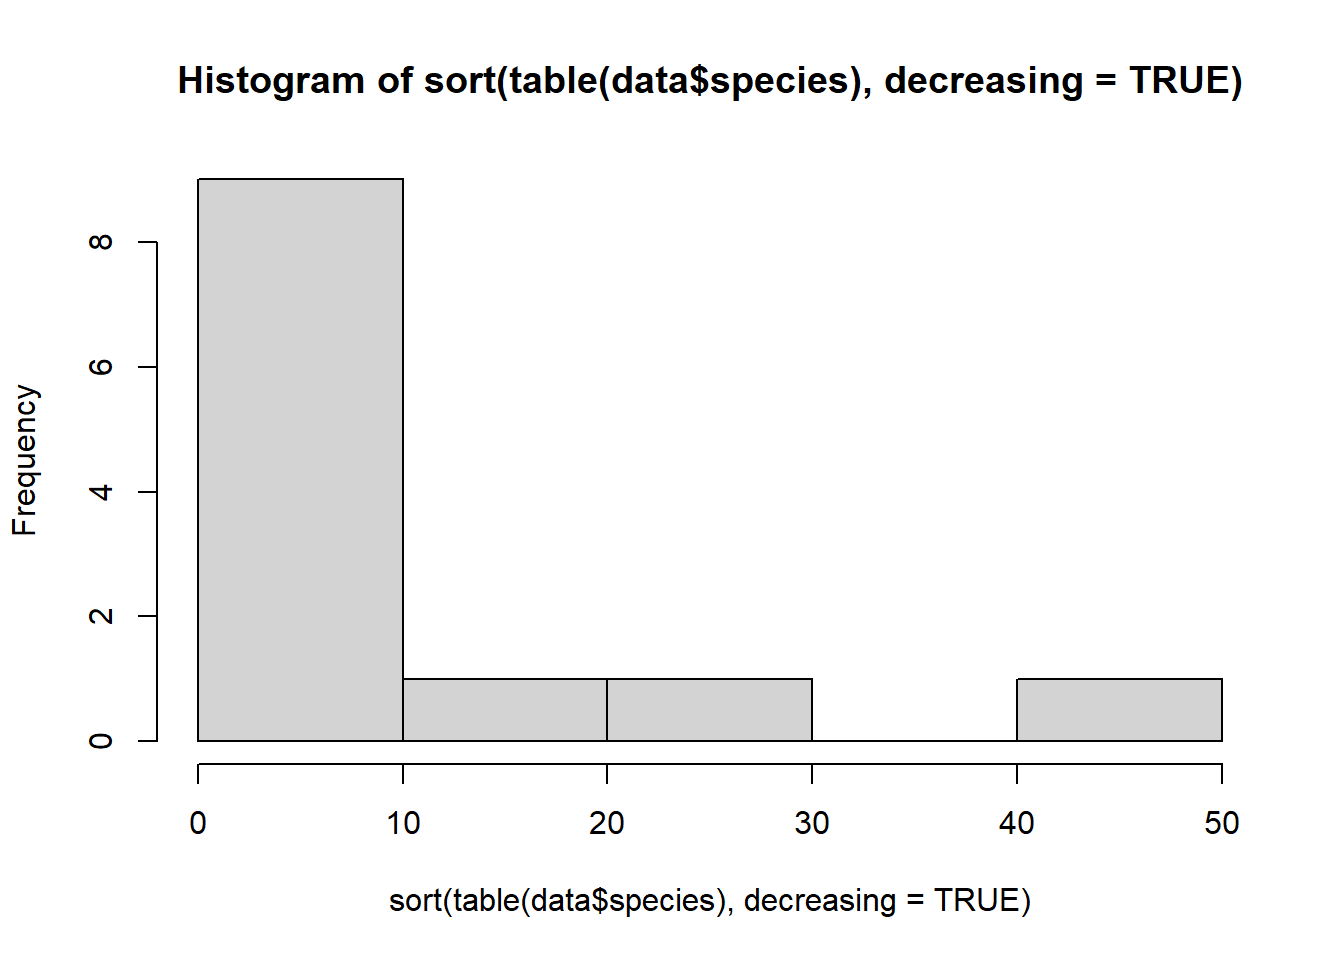 Histogram of sort(table(data$species), decreasing = TRUE)
Frequency
8
6
4
2
0
0 10 20 30 40 50
sort(table(data$species), decreasing = TRUE)